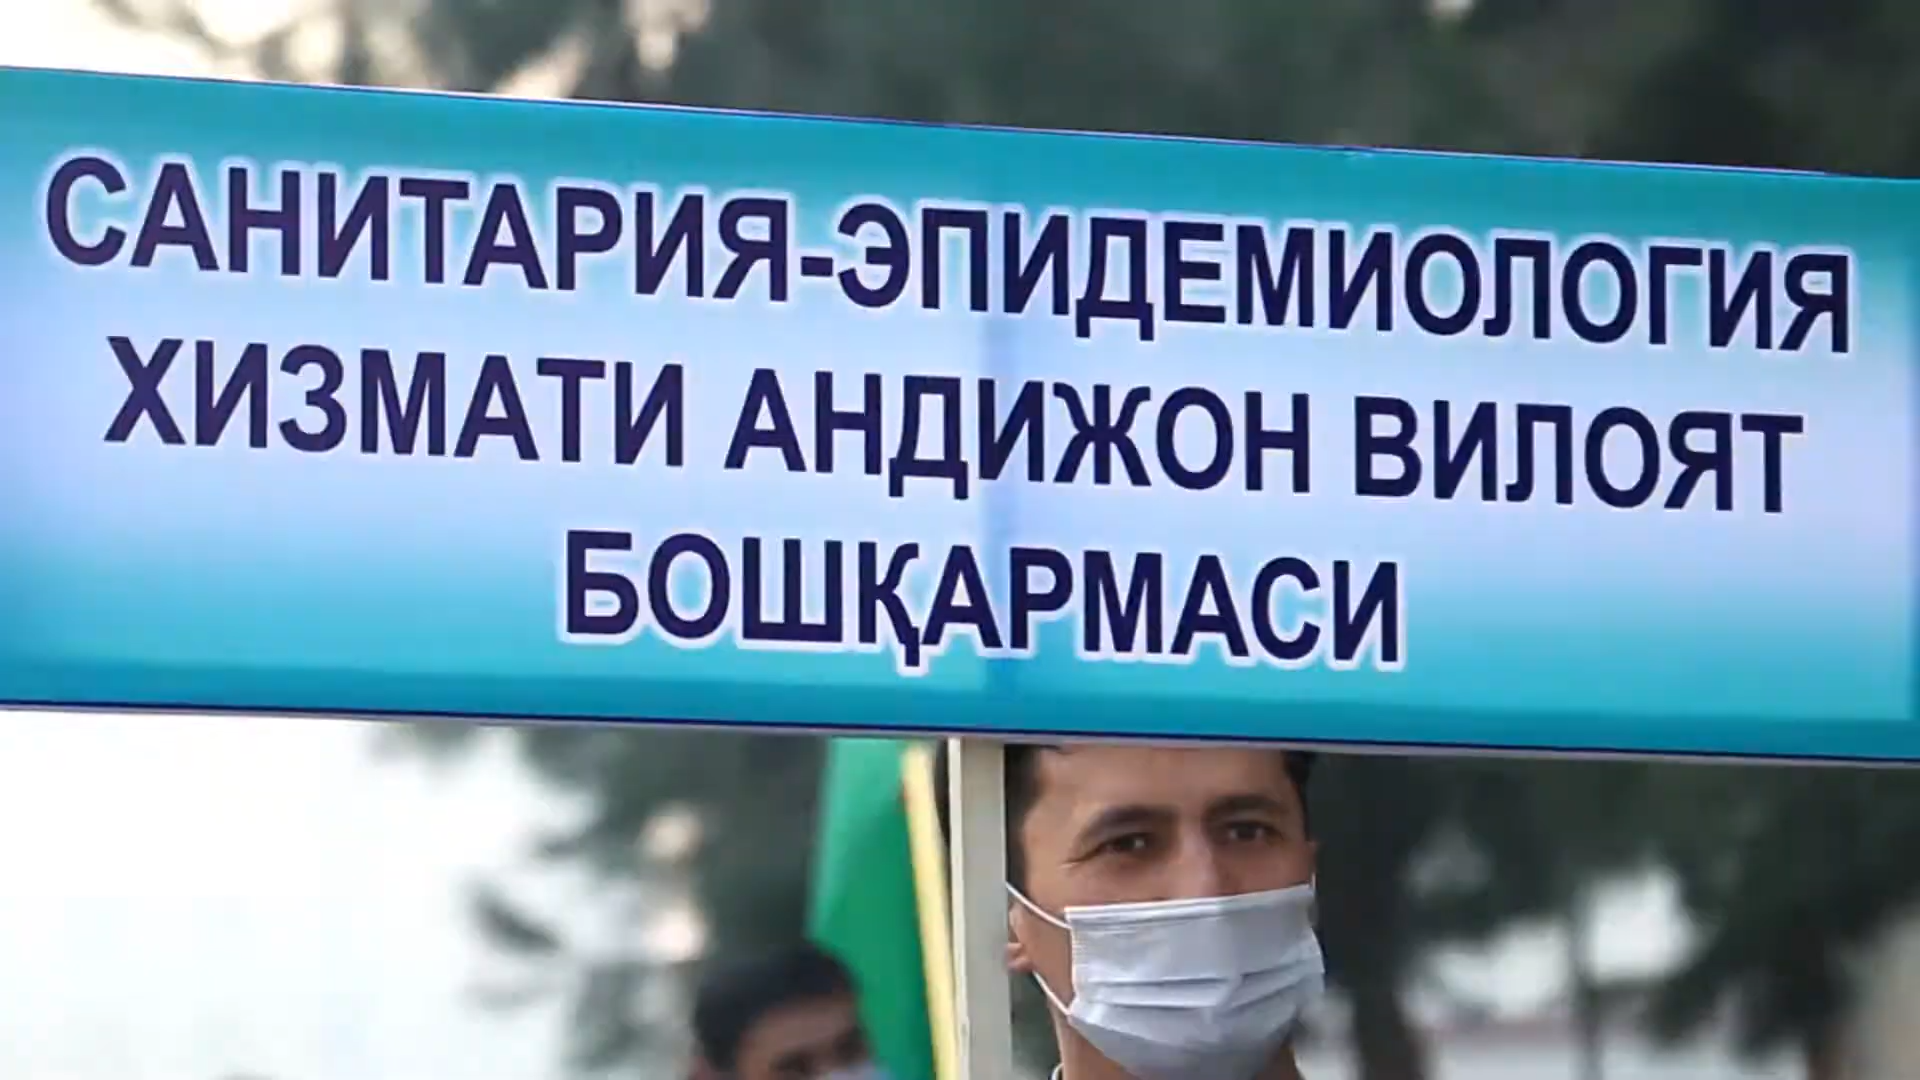 САНИТАРИЯ-ЭПИДЕМИОЛОГИЯ
ХИЗМАТИ АНДИЖОН ВИЛОЯТ
БОШҚАРМАСИ